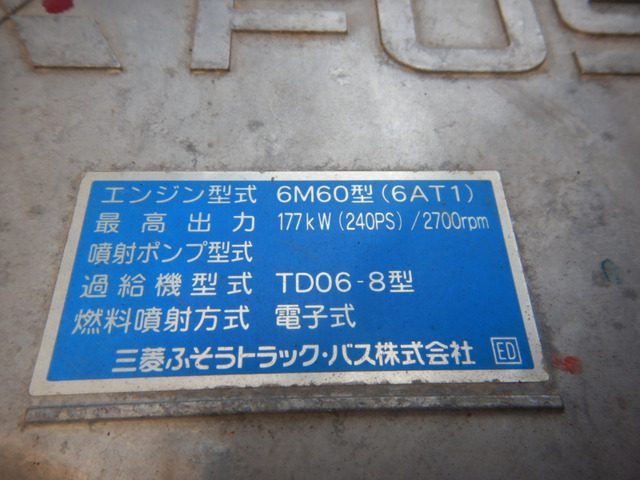 FUS
エンジン型式 6M60型(6AT1)
最高出力 177kW(240PS)/2700rpm
噴射ポンプ型式
過給機型式 TD06-8型
燃料噴射方式 電子式
三菱ふそうトラック・バス株式会社 ED